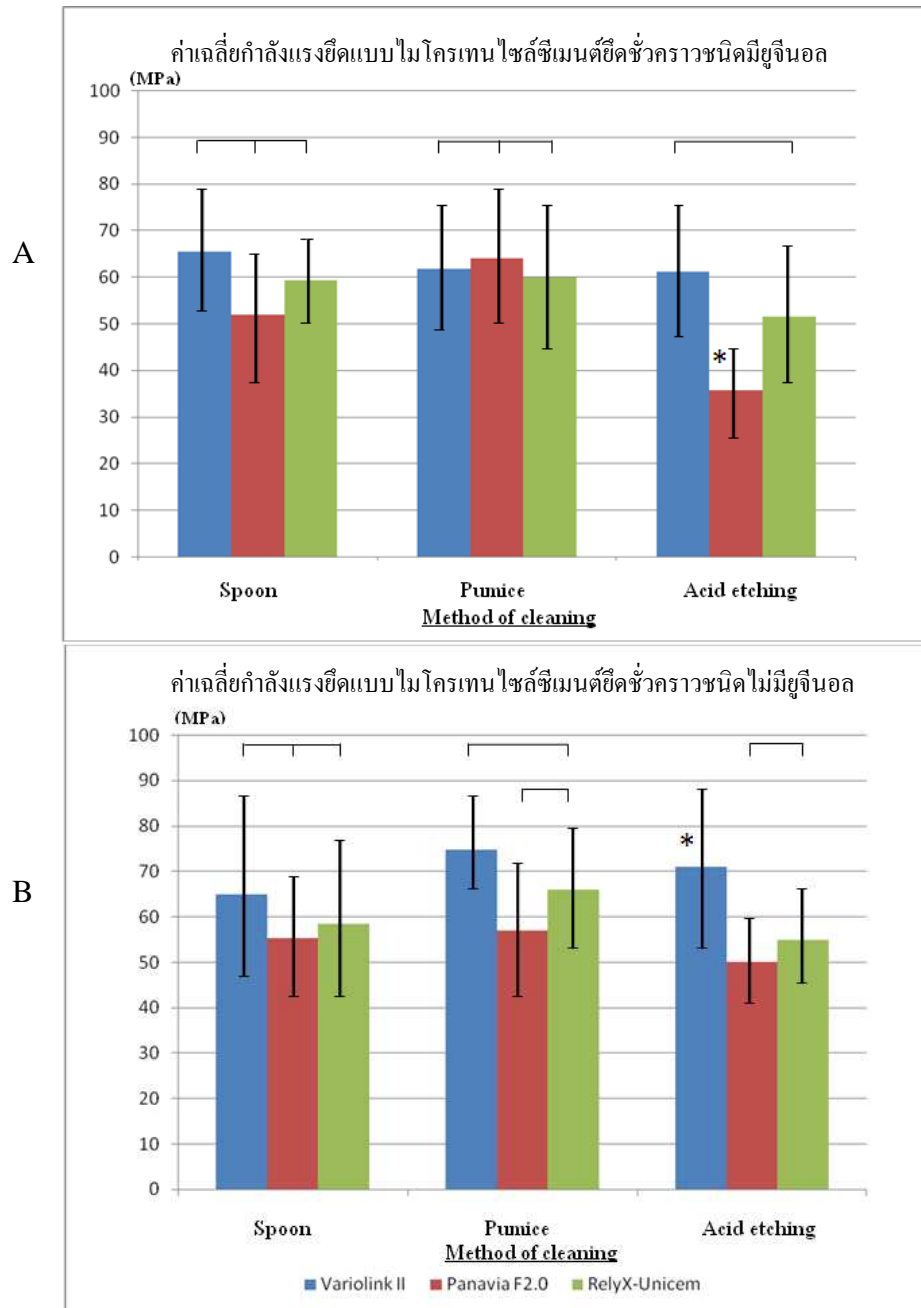 ค่าเฉลี่ยกำลังแรงยึดแบบไมโครเทนไซล์ซีเมนต์ยึดชั่วคราวชนิดมียูจีนอล
(MPa)
100
90
80
70
60
50
40
30
20
10
0
A
*
Spoon Pumice Acid etching
Method of cleaning
ค่าเฉลี่ยกำลังแรงยึดแบบไมโครเทนไซล์ซีเมนต์ยึดชั่วคราวชนิดไม่มียูจีนอล
(MPa)
100
90
80
70
60
50
40
30
20
10
0
B
*
Spoon Pumice Acid etching
Method of cleaning
Variolink II Panavia F2.0 RelyX-Unicem